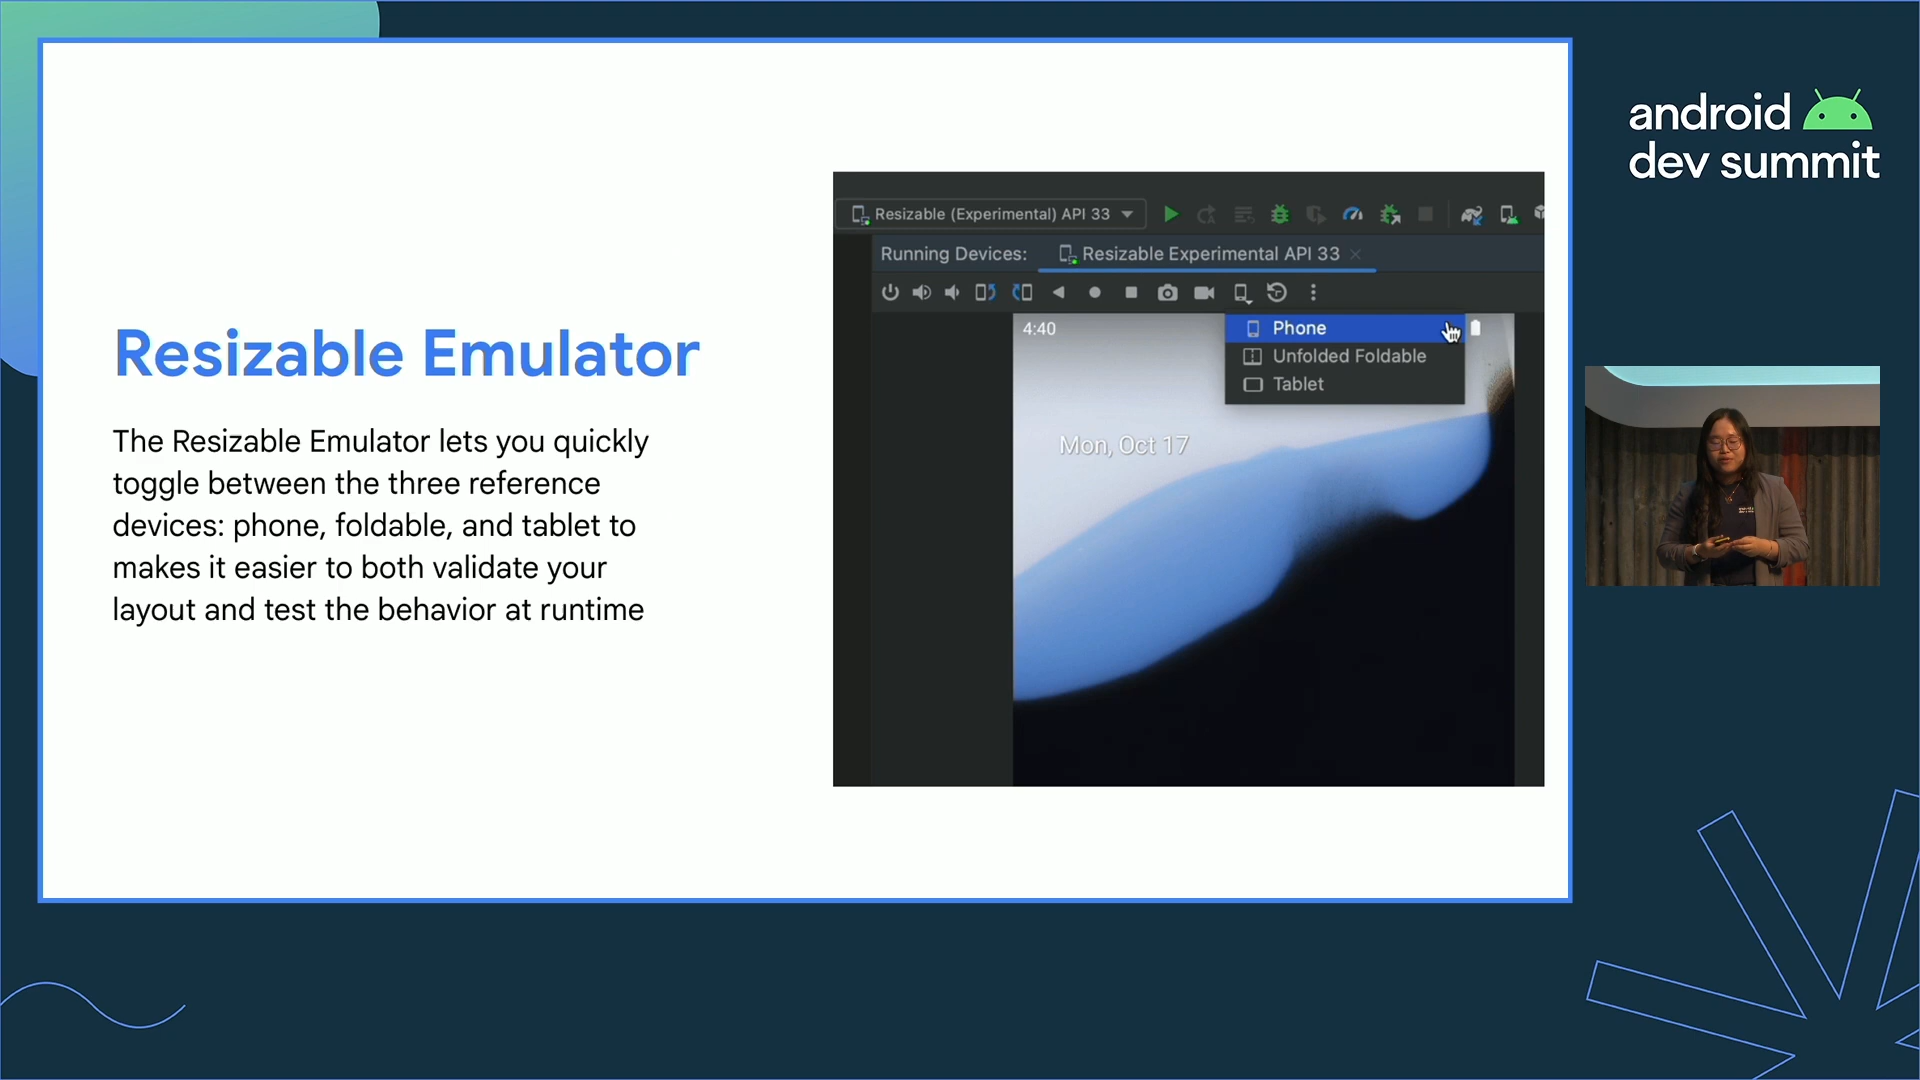 android
dev summit
Resizable Emulator
The Resizable Emulator lets you quickly
toggle between the three reference
devices: phone, foldable, and tablet to
makes it easier to both validate your
layout and test the behavior at runtime
Resizable (Experimental) API 33
Running Devices:
Resizable Experimental API 33
4:40
Phone
Unfolded Foldable
Tablet
Mon, Oct 17